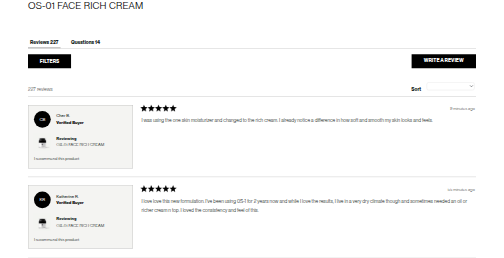 OS-01 FACE RICH CREAM
Reviews 227 Questions 14
FILTERS
WRITE A REVIEW
227 reviews
Sort
Verified Buyer
Reviewing
OS-01 FACE RICH CREAM
I recommend this product
I was using the one skin moisturizer and changed to the rich cream. I already notice a difference in how soft and smooth my skin looks and feels.
KR
Katherine R.
Verified Buyer
Reviewing
OS-01 FACE RICH CREAM
I recommend this product
I love love this new formulation. I've been using OS-1 for 2 years now and while I love the results, I live in a very dry climate though and sometimes needed an oil or
richer cream on top. I loved the consistency and feel of this.